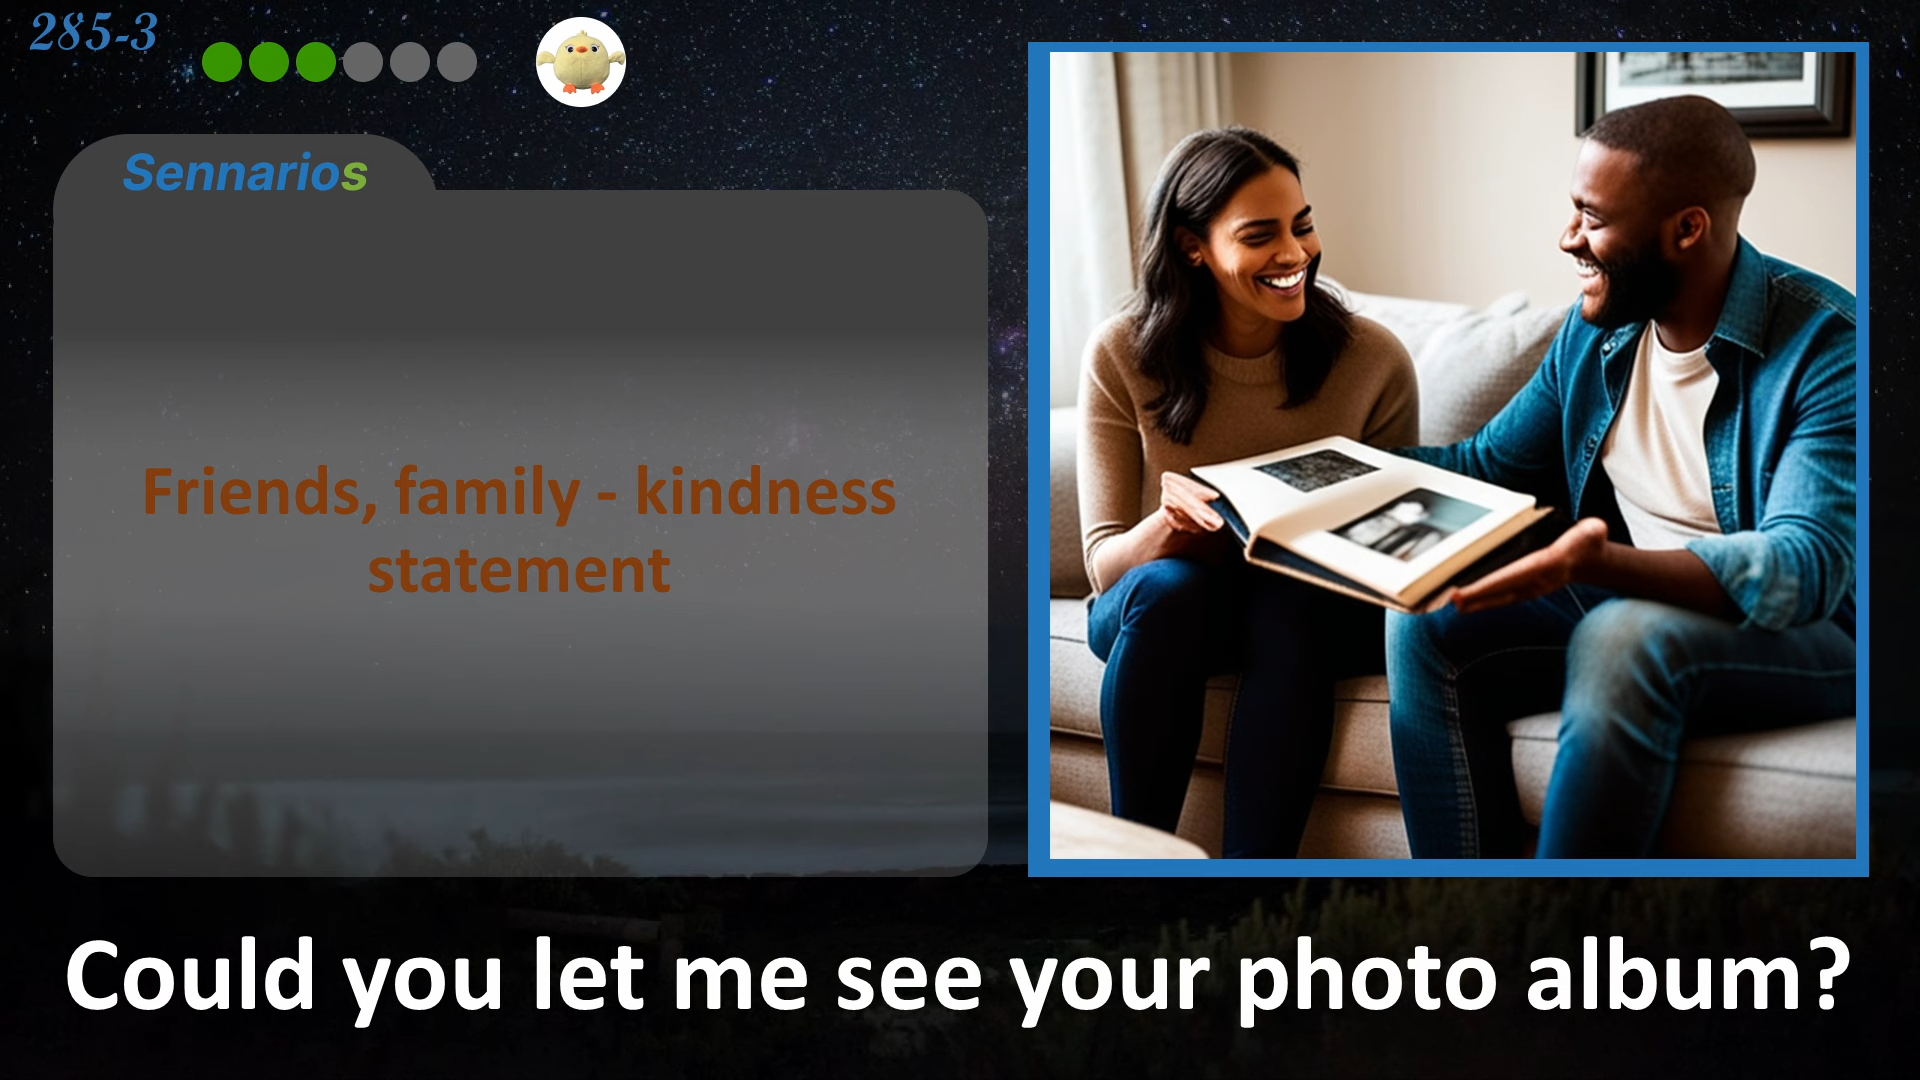 285-3
Sennarios
Friends, family - kindness
statement
Could you let me see your photo album?